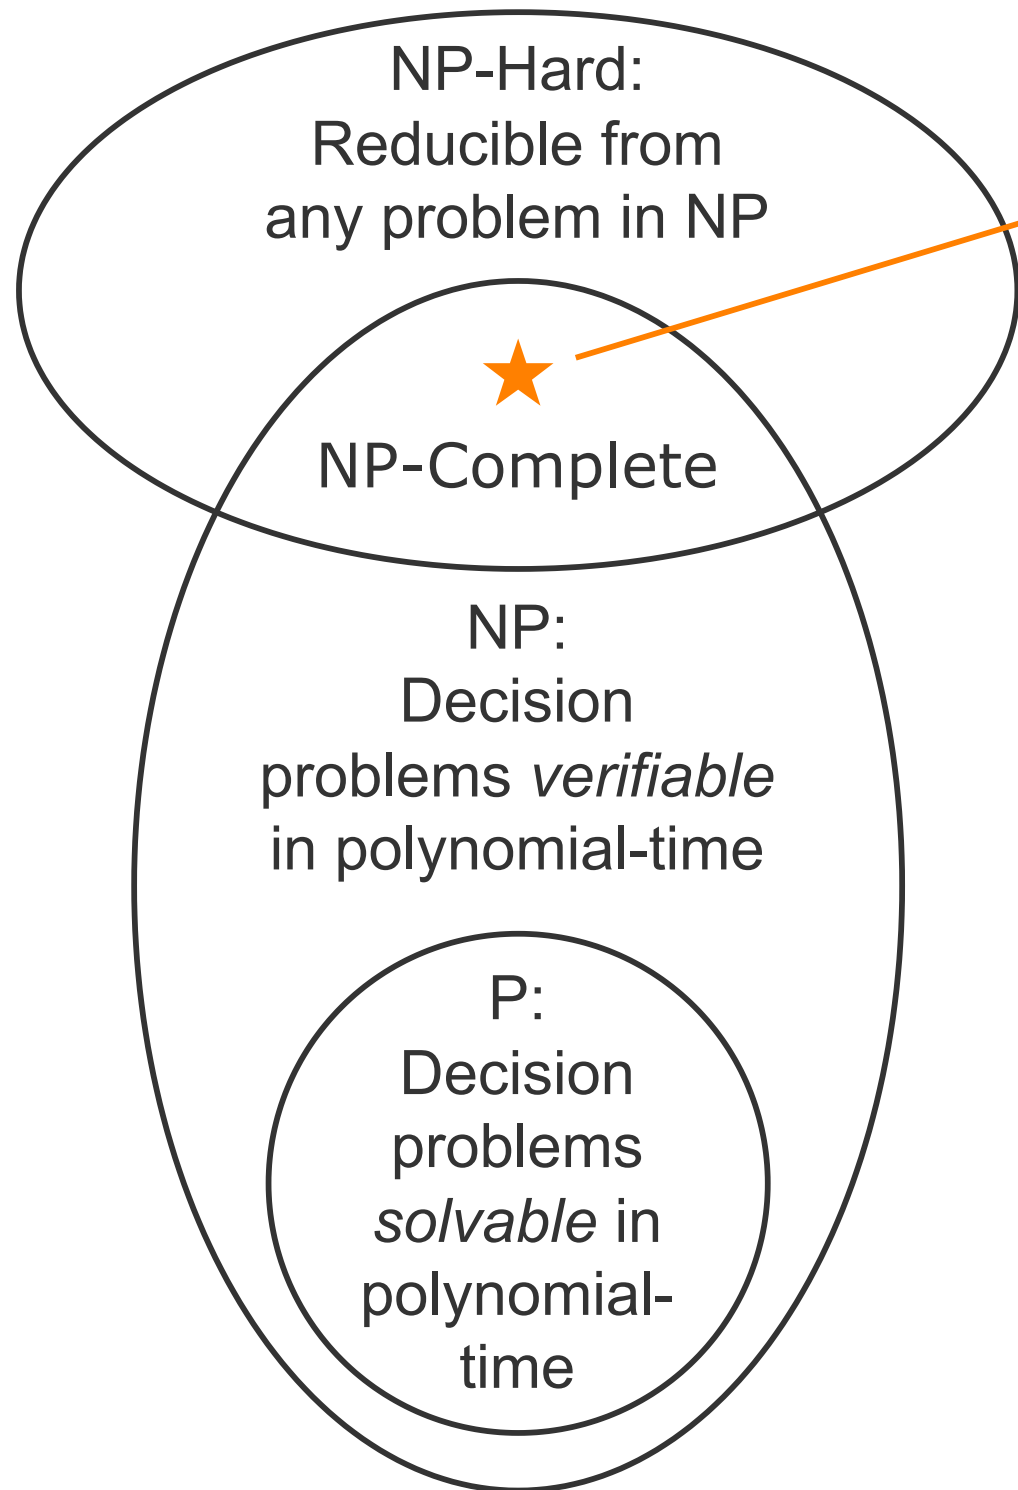 NP-Hard:
Reducible from
any problem in NP
NP-Complete
NP:
Decision
problems verifiable
in polynomial-time
P:
Decision
problems
solvable in
polynomial-
time